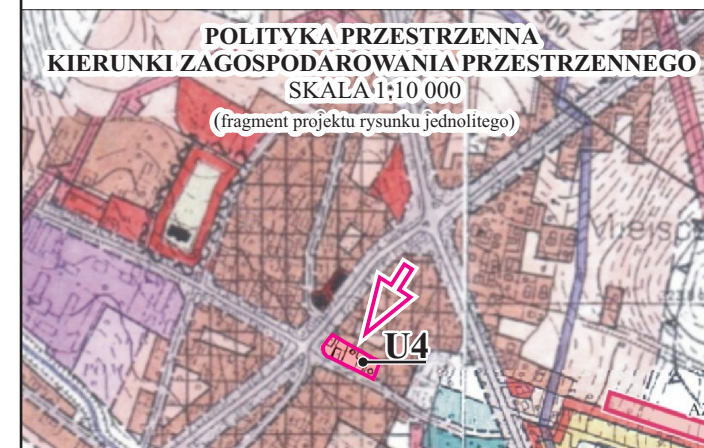 POLITYKA PRZESTRZENNA
KIERUNKI ZAGOSPODAROWANIA PRZESTRZENNEGO
SKALA 1:10 000
(fragment projektu rysunku jednolitego)
U4